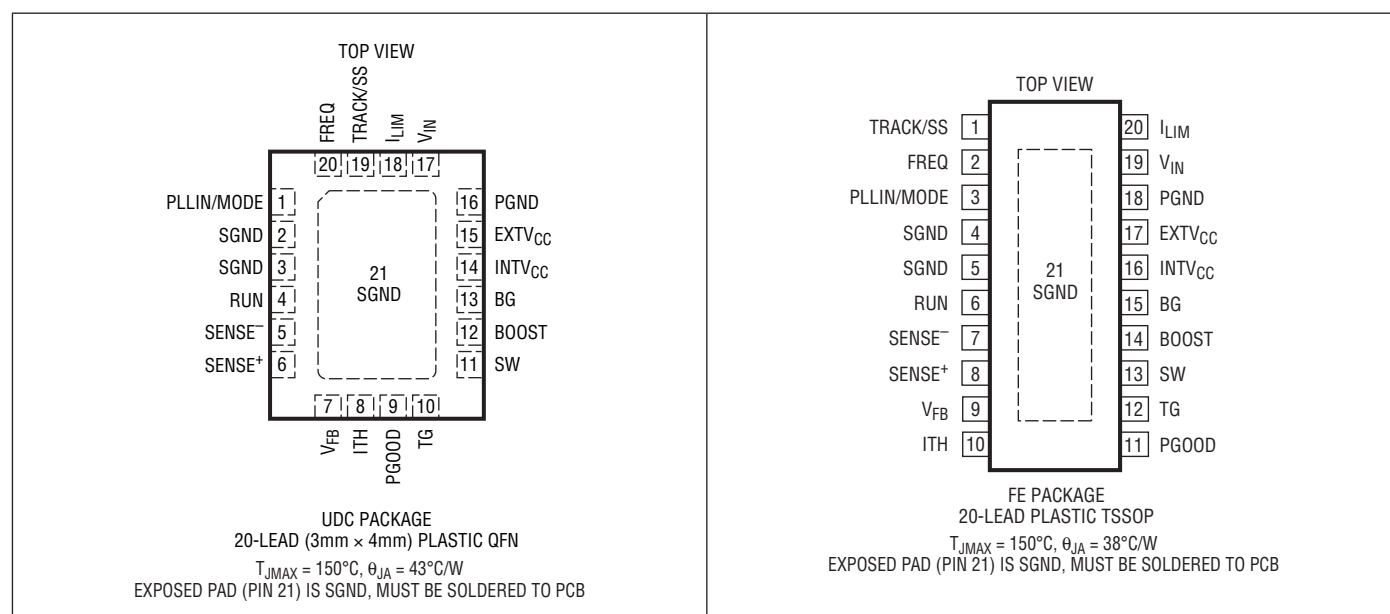 TOP VIEW
FREQ
TRACK/SS
ILIM
VIN
20 19 18 17
PLLIN/MODE 1
SGND 2
SGND 3
RUN 4
SENSE– 5
SENSE+ 6
21
SGND
16 PGND
15 EXTVCC
14 INTVCC
13 BG
12 BOOST
11 SW
7 8 9 10
VFB
ITH
PGOOD
TG
UDC PACKAGE
20-LEAD (3mm × 4mm) PLASTIC QFN
TJMAX = 150°C, θJA = 43°C/W
EXPOSED PAD (PIN 21) IS SGND, MUST BE SOLDERED TO PCB
TOP VIEW
TRACK/SS 1
FREQ 2
PLLIN/MODE 3
SGND 4
SGND 5
RUN 6
SENSE– 7
SENSE+ 8
VFB 9
ITH 10
21
SGND
20 ILIM
19 VIN
18 PGND
17 EXTVCC
16 INTVCC
15 BG
14 BOOST
13 SW
12 TG
11 PGOOD
FE PACKAGE
20-LEAD PLASTIC TSSOP
TJMAX = 150°C, θJA = 38°C/W
EXPOSED PAD (PIN 21) IS SGND, MUST BE SOLDERED TO PCB